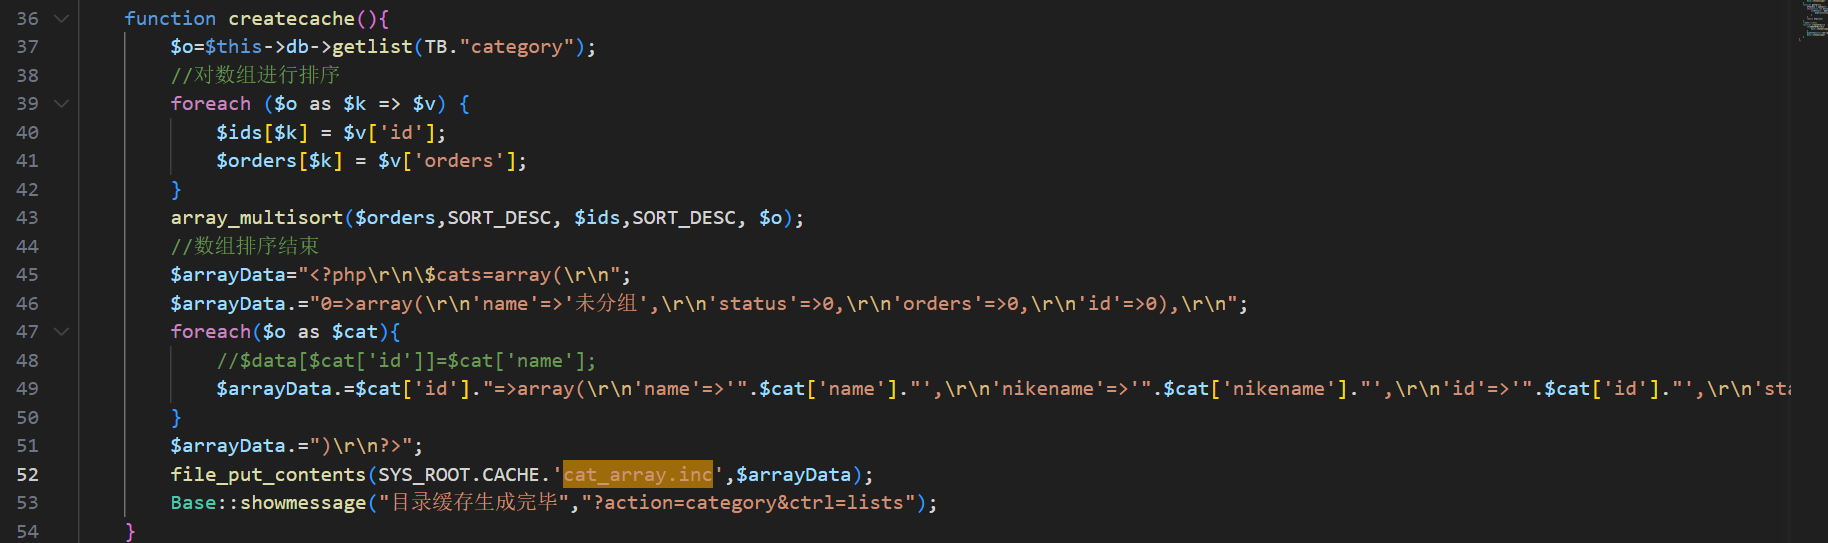 36 function createcache(){
37 $o=$this->db->getlist(TB."category");
38 //对数组进行排序
39 foreach ($o as $k => $v) {
40 $ids[$k] = $v['id'];
41 $orders[$k] = $v['orders'];
42 }
43 array_multisort($orders,SORT_DESC, $ids,SORT_DESC, $o);
44 //数组排序结束
45 $arrayData="<?php\r\n\$cats=array(\r\n";
46 $arrayData.="0=>array(\r\n'name'=>'未分组',\r\n'status'=>0,\r\n'orders'=>0,\r\n'id'=>0),\r\n";
47 foreach($o as $cat){
48 //$data[$cat['id']]=$cat['name'];
49 $arrayData.=$cat['id']."=>array(\r\n'name'=>'".$cat['name']."',\r\n'nikename'=>'".$cat['nikename']."',\r\n'id'=>'".$cat['id']."',\r\n'sta
50 }
51 $arrayData.=")\r\n?>";
52 file_put_contents(SYS_ROOT.CACHE.'cat_array.inc',$arrayData);
53 Base::showmessage("目录缓存生成完毕","?action=category&ctrl=lists");
54 }